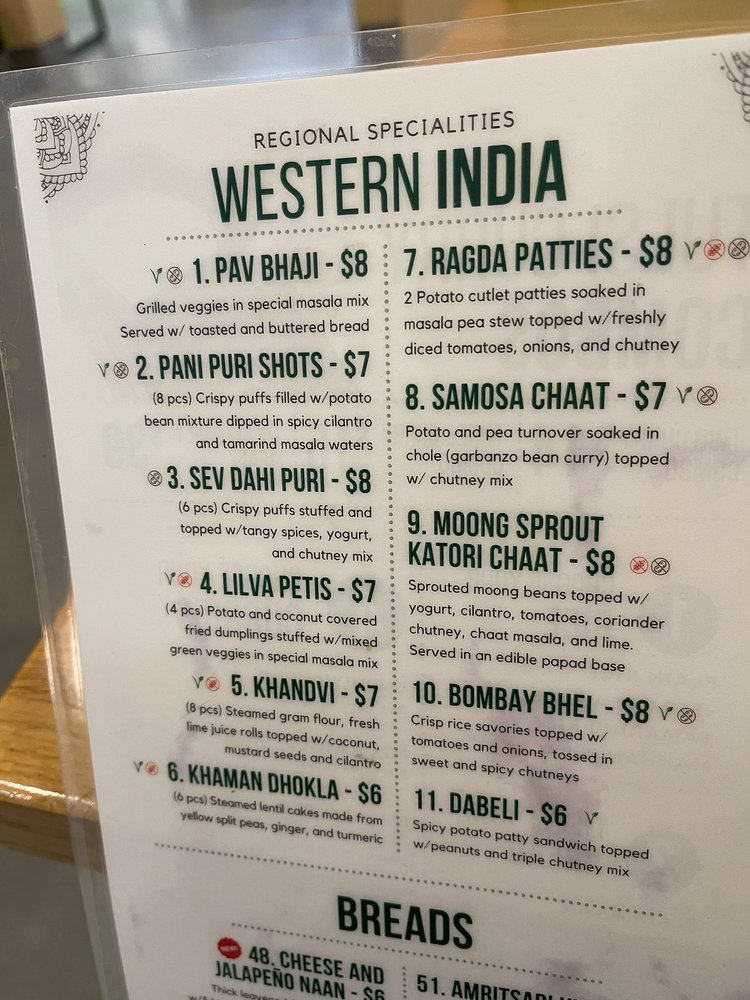 REGIONAL SPECIALITIES
WESTERN INDIA
1. PAV BHAJI - $8
Grilled veggies in special masala mix
Served w/ toasted and buttered bread
2. PANI PURI SHOTS - $7
(8 pcs) Crispy puffs filled w/potato
bean mixture dipped in spicy cilantro
and tamarind masala waters
3. SEV DAHI PURI - $8
(6 pcs) Crispy puffs stuffed and
topped w/tangy spices, yogurt,
and chutney mix
4. LILVA PETIS - $7
(4 pcs) Potato and coconut covered
fried dumplings stuffed w/mixed
green veggies in special masala mix
5. KHANDVI - $7
(8 pcs) Steamed gram flour, fresh
lime juice rolls topped w/coconut,
mustard seeds and cilantro
6. KHAMAN DHOKLA - $6
(6 pcs) Steamed lentil cakes made from
yellow split peas, ginger, and turmeric
7. RAGDA PATTIES - $8
2 Potato cutlet patties soaked in
masala pea stew topped w/freshly
diced tomatoes, onions, and chutney
8. SAMOSA CHAAT - $7
Potato and pea turnover soaked in
chole (garbanzo bean curry) topped
w/ chutney mix
9. MOONG SPROUT
KATORI CHAAT - $8
Sprouted moong beans topped w/
yogurt, cilantro, tomatoes, coriander
chutney, chaat masala, and lime.
Served in an edible papad base
10. BOMBAY BHEL - $8
Crisp rice savories topped w/
tomatoes and onions, tossed in
sweet and spicy chutneys
11. DABELI - $6
Spicy potato patty sandwich topped
w/peanuts and triple chutney mix
BREADS
48. CHEESE AND
JALAPEÑO NAAN - $6
Thick
51.